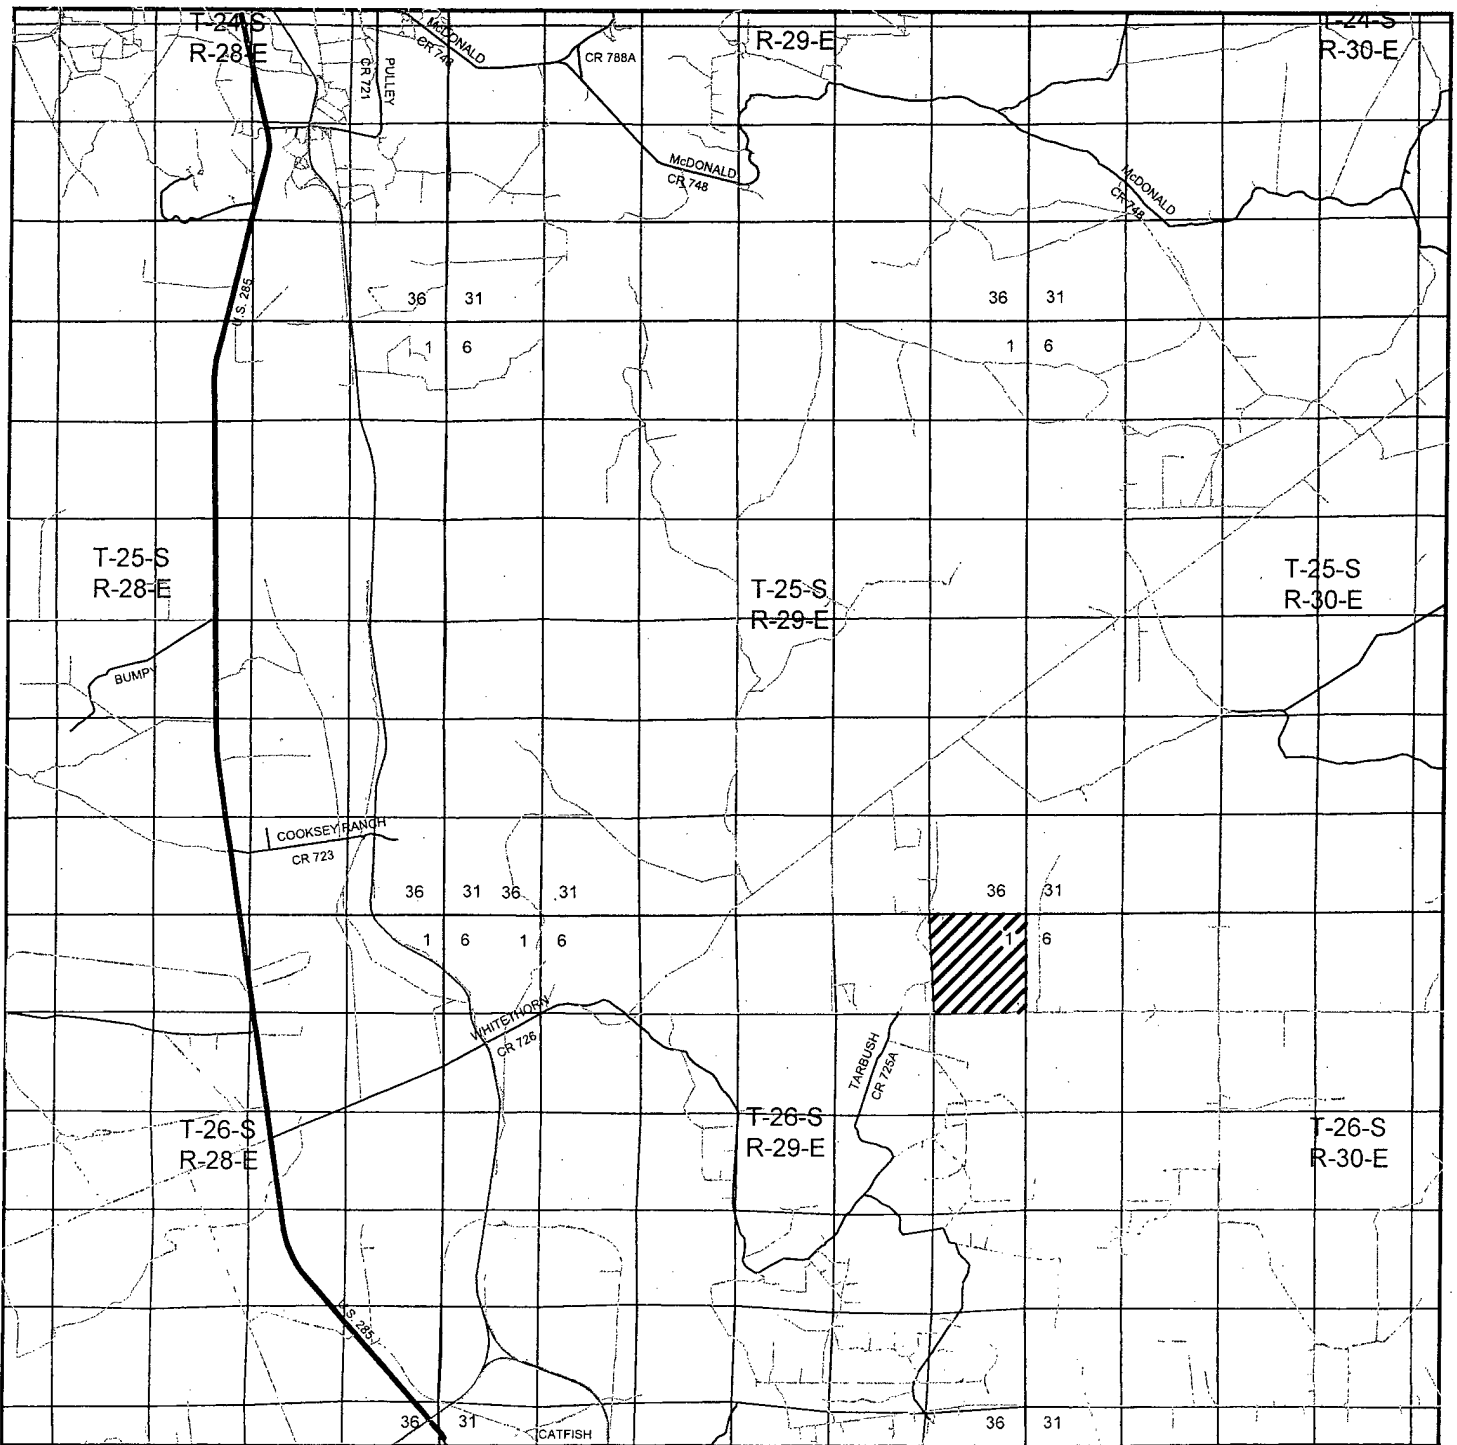 T-24-S
R-28-E
McDONALD
CR 748
PULLEY
CR 721
CR 788A
R-29-E
T-24-S
R-30-E
McDONALD
CR 748
McDONALD
CR 748
U.S. 285
36 31
36 31
1 6
1 6
T-25-S
R-28-E
T-25-S
R-29-E
T-25-S
R-30-E
BUMPY
COOKSEY RANCH
CR 723
36 31 36 31
36 31
1 6 1 6
1 6
WHITETHORN
CR 726
TARBUSH
CR 725A
T-26-S
R-28-E
T-26-S
R-29-E
T-26-S
R-30-E
U.S. 285
36 31
CATFISH
36 31